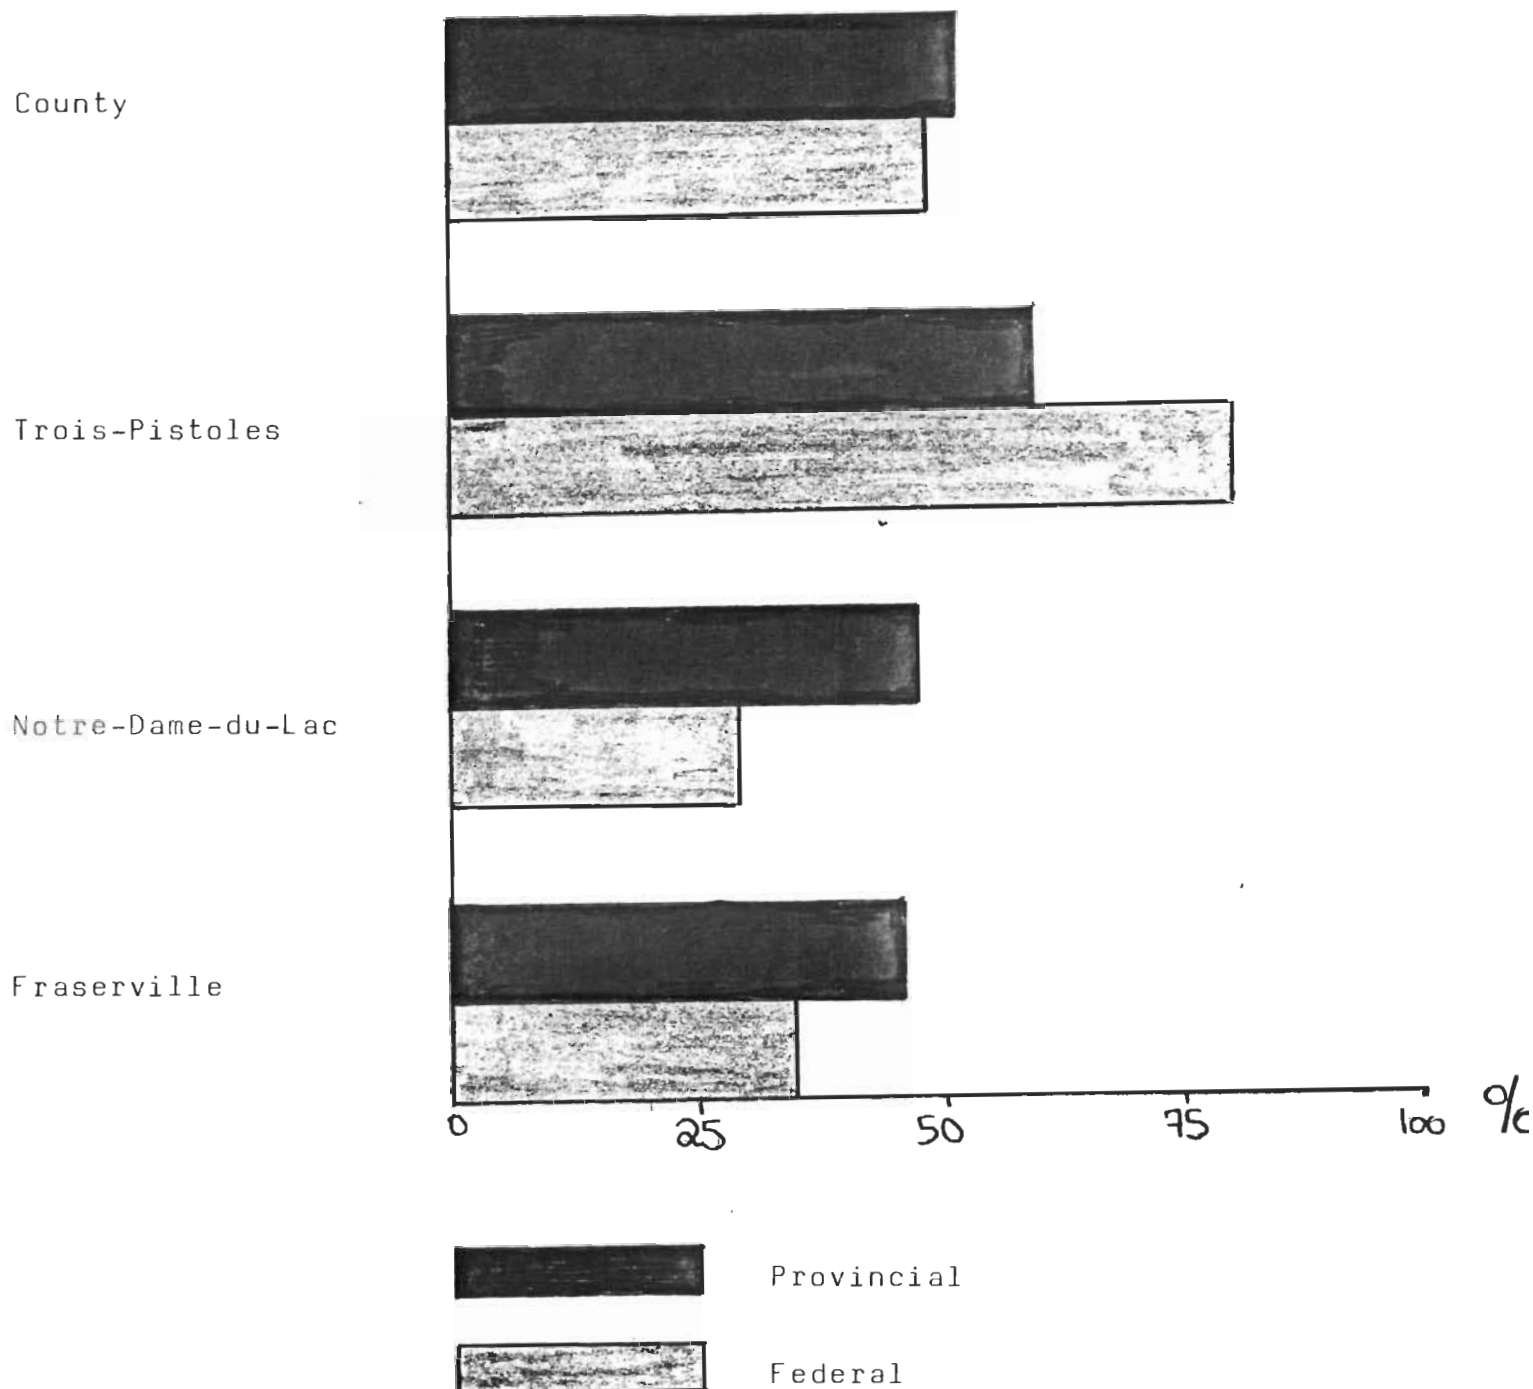 County
Trois-Pistoles
Notre-Dame-du-Lac
Fraserville
0 25 50 75 100 %
Provincial
Federal